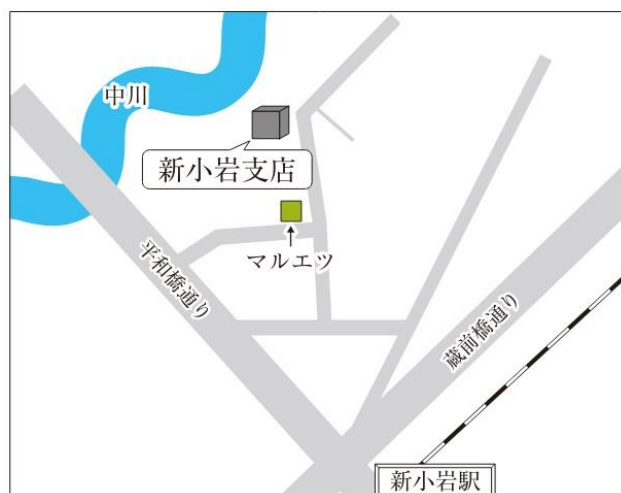 中川
新小岩支店
マルエツ
平和橋通り
蔵前橋通り
新小岩駅